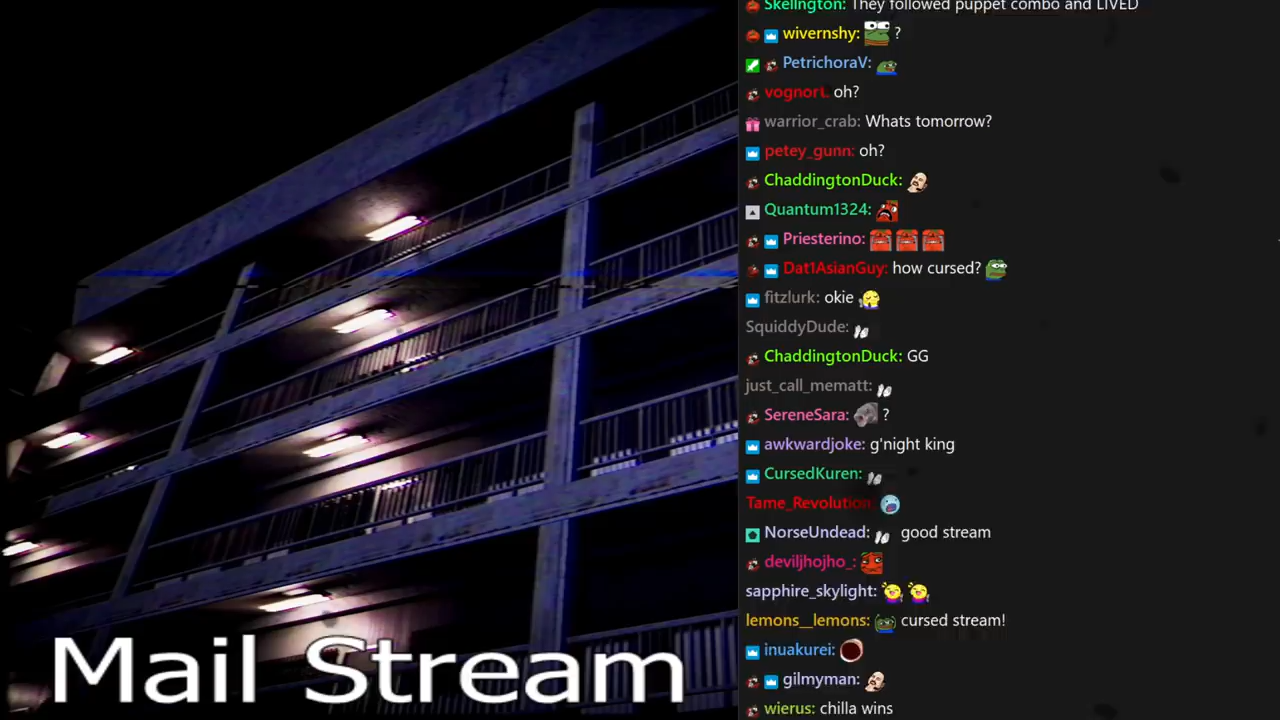 Skellngton: They followed puppet combo and LIVED
wivernshy: ?
PetrichoraV:
vognort: oh?
warrior_crab: Whats tomorrow?
petey_gunn: oh?
ChaddingtonDuck:
Quantum1324:
Priesterino:
Dat1AsianGuy: how cursed?
fitzlurk: okie
SquiddyDude:
ChaddingtonDuck: GG
just_call_mematt:
SereneSara: ?
awkwardjoke: g'night king
CursedKuren:
Tame_Revolution:
NorseUndead: good stream
deviljhojho_:
sapphire_skylight:
lemons__lemons: cursed stream!
inuakurei:
gilmyman:
wierus: chilla wins
Mail Stream